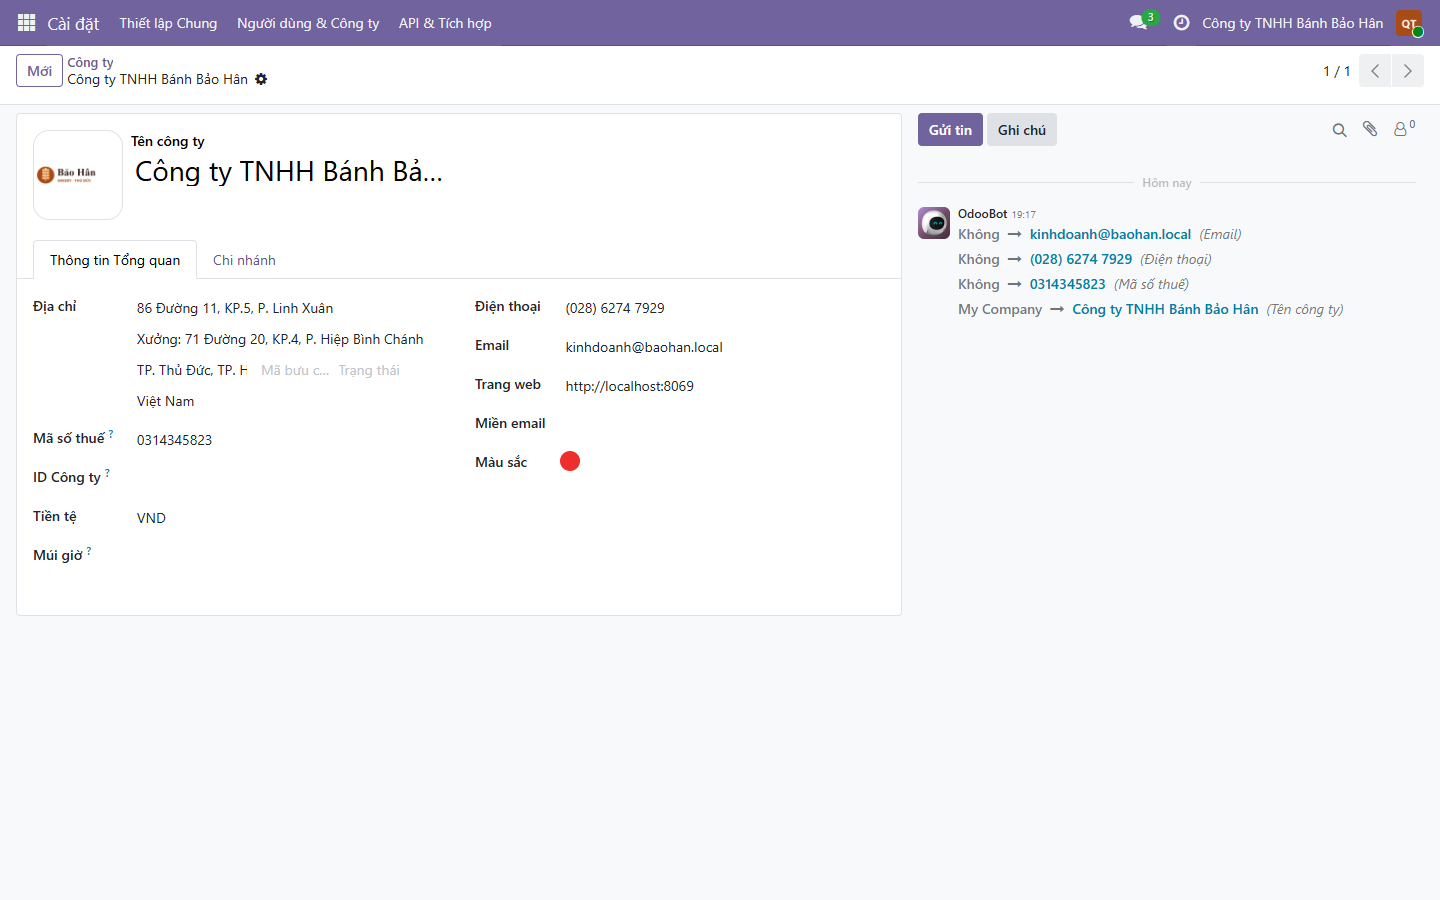 Cài đặt Thiết lập Chung Người dùng & Công ty API & Tích hợp 3 Công ty TNHH Bánh Bảo Hân QT
Mới
Công ty
Công ty TNHH Bánh Bảo Hân
1 / 1
Bảo Hân
Tên công ty
Công ty TNHH Bánh Bả...
Thông tin Tổng quan
Chi nhánh
Địa chỉ
86 Đường 11, KP.5, P. Linh Xuân
Xưởng: 71 Đường 20, KP.4, P. Hiệp Bình Chánh
TP. Thủ Đức, TP. H Mã bưu c... Trạng thái
Việt Nam
Mã số thuế ?
0314345823
ID Công ty ?
Tiền tệ
VND
Múi giờ ?
Điện thoại
(028) 6274 7929
Email
kinhdoanh@baohan.local
Trang web
http://localhost:8069
Miền email
Màu sắc
Gửi tin
Ghi chú
0
Hôm nay
OdooBot 19:17
Không → kinhdoanh@baohan.local (Email)
Không → (028) 6274 7929 (Điện thoại)
Không → 0314345823 (Mã số thuế)
My Company → Công ty TNHH Bánh Bảo Hân (Tên công ty)